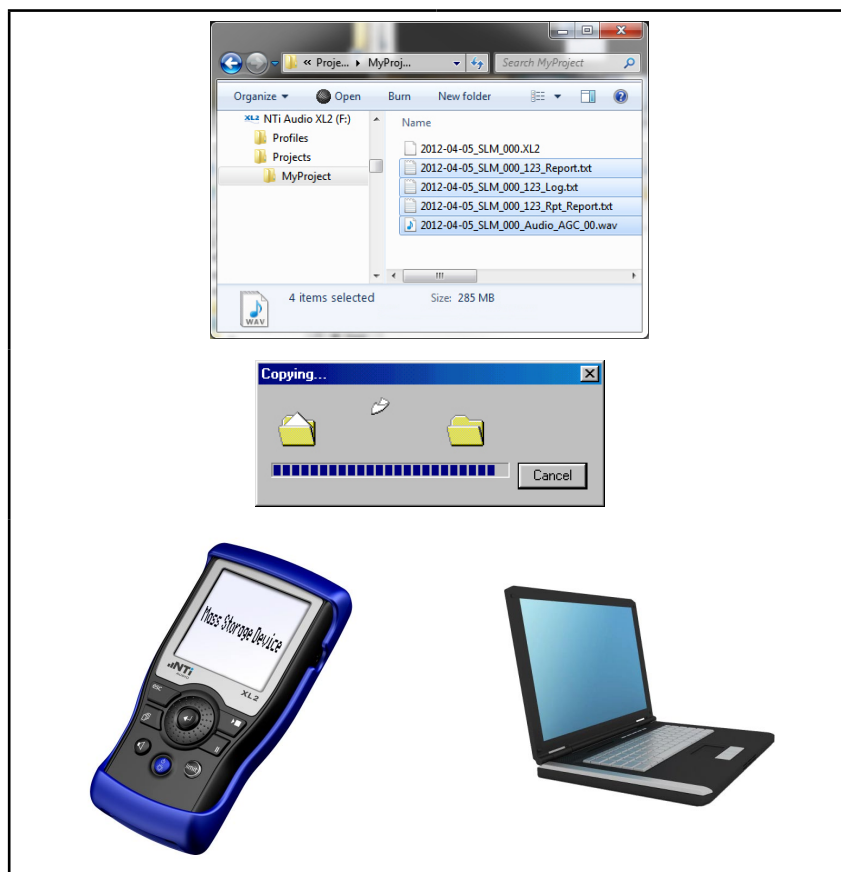 « Proje... ▸ MyProj...
Search MyProject
Organize ▾ Open Burn New folder
XL2 NTi Audio XL2 (F:)
Profiles
Projects
MyProject
Name
2012-04-05_SLM_000.XL2
2012-04-05_SLM_000_123_Report.txt
2012-04-05_SLM_000_123_Log.txt
2012-04-05_SLM_000_123_Rpt_Report.txt
2012-04-05_SLM_000_Audio_AGC_00.wav
WAV
4 items selected Size: 285 MB
Copying...
Cancel
Mass Storage Device
NTi
AUDIO
XL2
esc
limit